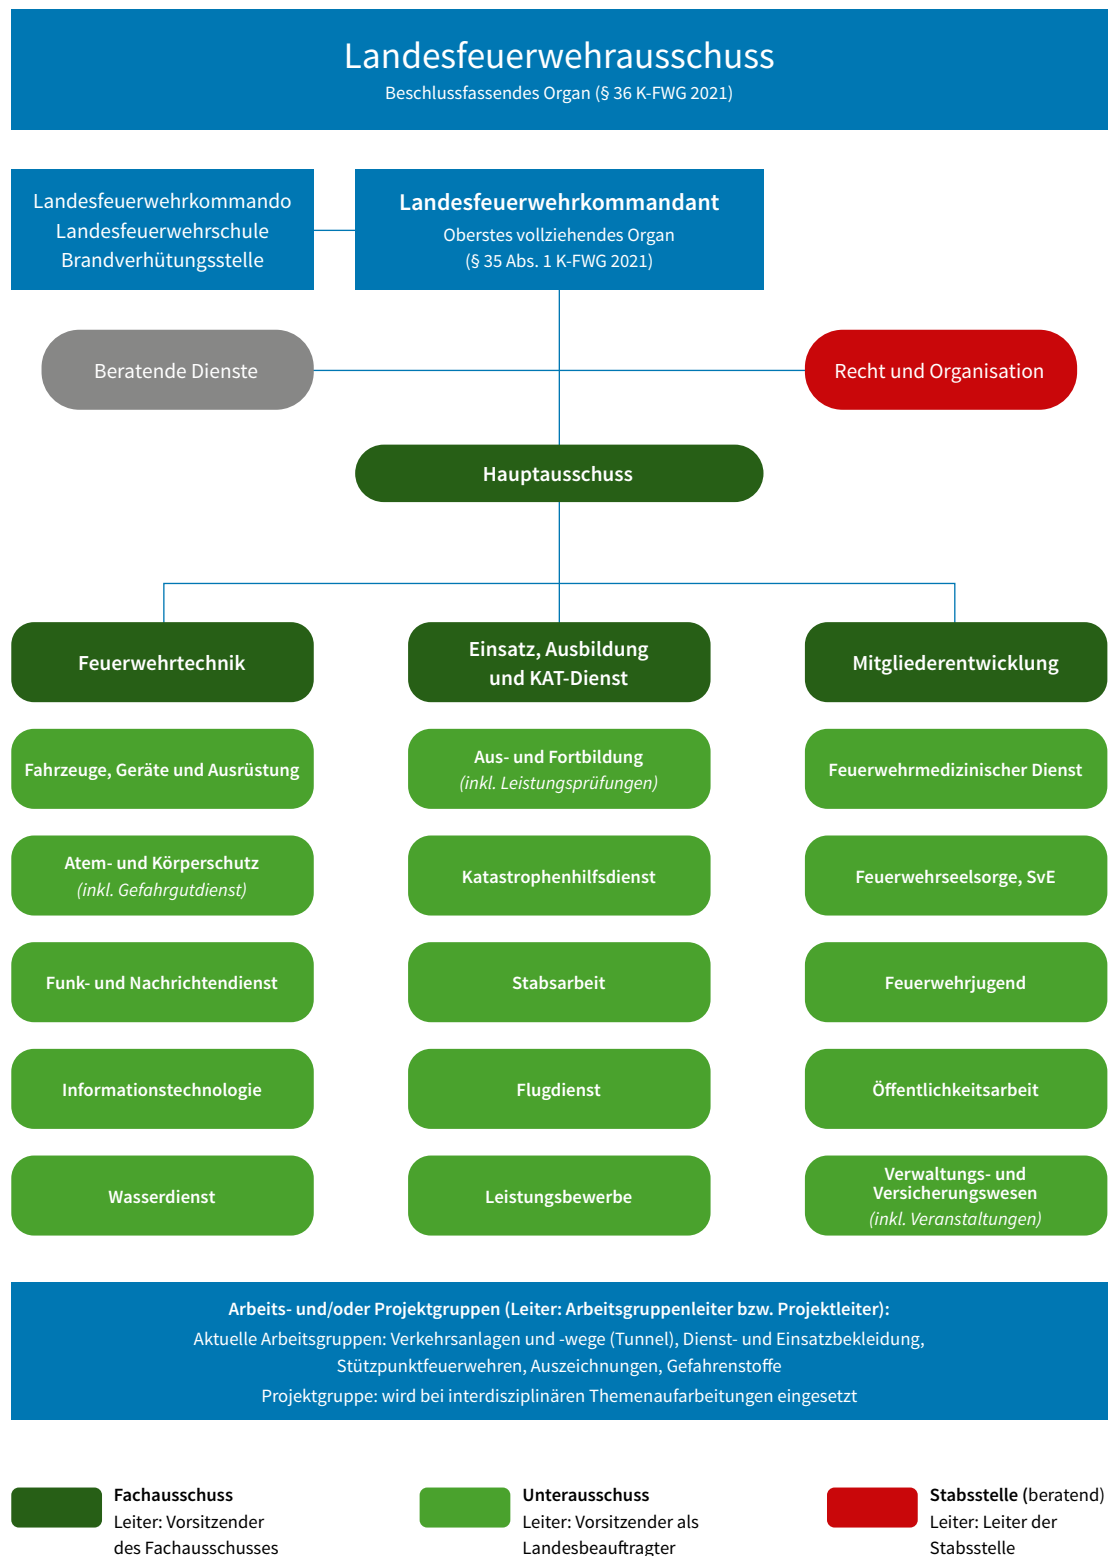 Landesfeuerwehrausschuss
Beschlussfassendes Organ (§ 36 K-FWG 2021)
Landesfeuerwehrkommando
Landesfeuerwehrschule
Brandverhütungsstelle
Landesfeuerwehrkommandant
Oberstes vollziehendes Organ
(§ 35 Abs. 1 K-FWG 2021)
Beratende Dienste
Recht und Organisation
Hauptausschuss
Feuerwehrtechnik
Einsatz, Ausbildung
und KAT-Dienst
Mitgliederentwicklung
Fahrzeuge, Geräte und Ausrüstung
Aus- und Fortbildung
(inkl. Leistungsprüfungen)
Feuerwehrmedizinischer Dienst
Atem- und Körperschutz
(inkl. Gefahrgutdienst)
Katastrophenhilfsdienst
Feuerwehrseelsorge, SvE
Funk- und Nachrichtendienst
Stabsarbeit
Feuerwehrjugend
Informationstechnologie
Flugdienst
Öffentlichkeitsarbeit
Wasserdienst
Leistungsbewerbe
Verwaltungs- und
Versicherungswesen
(inkl. Veranstaltungen)
Arbeits- und/oder Projektgruppen (Leiter: Arbeitsgruppenleiter bzw. Projektleiter):
Aktuelle Arbeitsgruppen: Verkehrsanlagen und -wege (Tunnel), Dienst- und Einsatzbekleidung,
Stützpunktfeuerwehren, Auszeichnungen, Gefahrenstoffe
Projektgruppe: wird bei interdisziplinären Themenaufarbeitungen eingesetzt
Fachausschuss
Leiter: Vorsitzender
des Fachausschusses
Unterausschuss
Leiter: Vorsitzender als
Landesbeauftragter
Stabsstelle (beratend)
Leiter: Leiter der
Stabsstelle